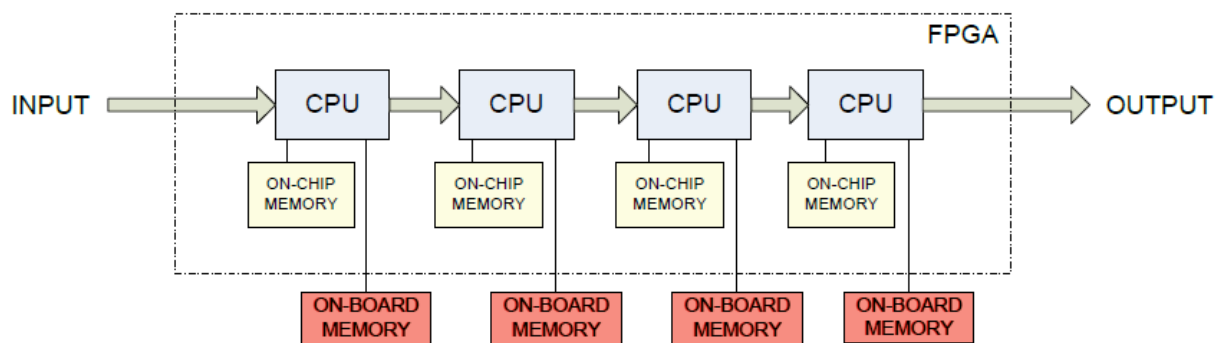 FPGA
INPUT
CPU
CPU
CPU
CPU
OUTPUT
ON-CHIP
MEMORY
ON-CHIP
MEMORY
ON-CHIP
MEMORY
ON-CHIP
MEMORY
ON-BOARD
MEMORY
ON-BOARD
MEMORY
ON-BOARD
MEMORY
ON-BOARD
MEMORY